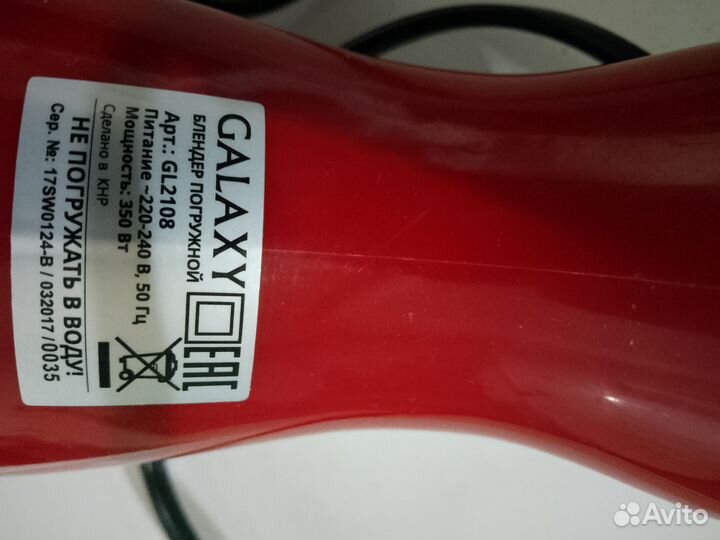 GALAXY
БЛЕНДЕР ПОГРУЖНОЙ
Арт.: GL2108
Питание ~220-240 В, 50 Гц
Мощность: 350 Вт
Сделано в КНР
НЕ ПОГРУЖАТЬ В ВОДУ!
Сер. №: 17SW0124-B / 032017 / 0035
EAC
Avito